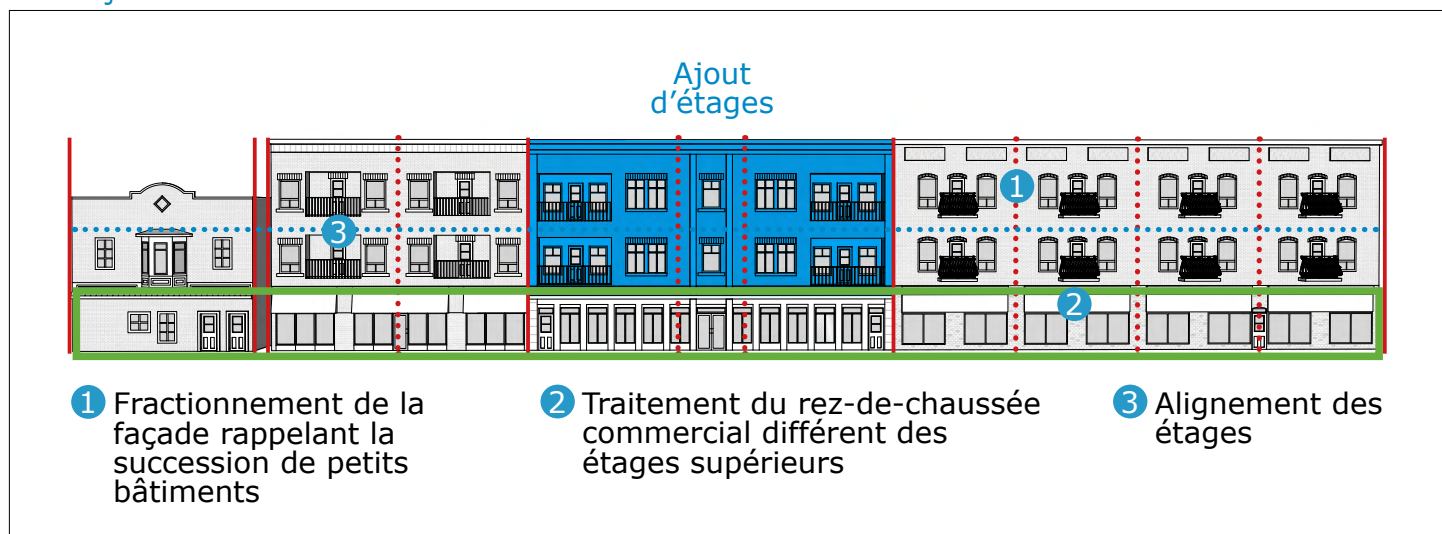 Ajout
d'étages
1
3
2
1 Fractionnement de la
façade rappelant la
succession de petits
bâtiments
2 Traitement du rez-de-chaussée
commercial différent des
étages supérieurs
3 Alignement des
étages